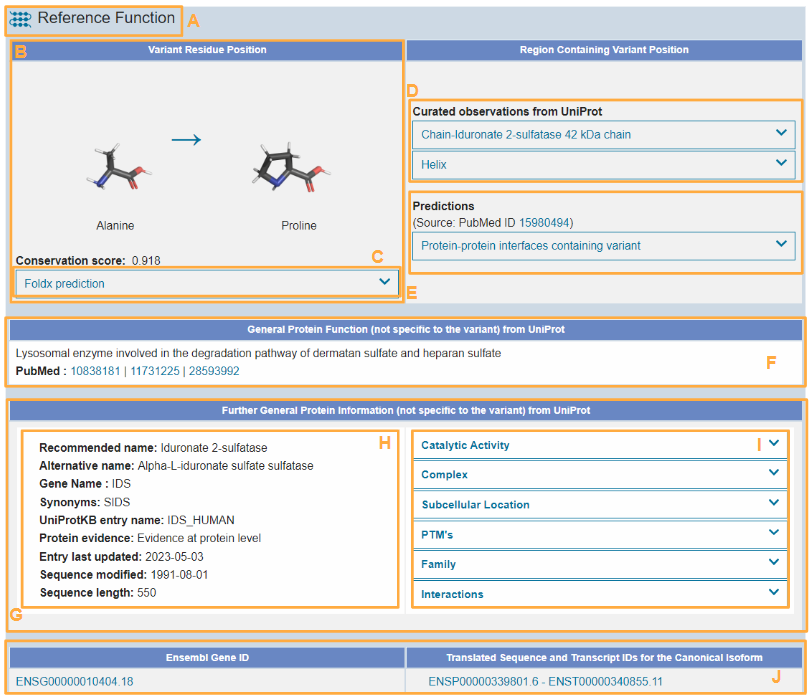 Reference Function
A
B
Variant Residue Position
Region Containing Variant Position
D
Curated observations from UniProt
Chain-Iduronate 2-sulfatase 42 kDa chain
Helix
Alanine
Proline
Predictions
(Source: PubMed ID 15980494)
Protein-protein interfaces containing variant
Conservation score: 0.918
C
Foldx prediction
E
General Protein Function (not specific to the variant) from UniProt
Lysosomal enzyme involved in the degradation pathway of dermatan sulfate and heparan sulfate
PubMed : 10838181 | 11731225 | 28593992
F
Further General Protein Information (not specific to the variant) from UniProt
H
Recommended name: Iduronate 2-sulfatase
Alternative name: Alpha-L-iduronate sulfate sulfatase
Gene Name : IDS
Synonyms: SIDS
UniProtKB entry name: IDS_HUMAN
Protein evidence: Evidence at protein level
Entry last updated: 2023-05-03
Sequence modified: 1991-08-01
Sequence length: 550
Catalytic Activity
I
Complex
Subcellular Location
PTM's
Family
Interactions
G
Ensembl Gene ID
Translated Sequence and Transcript IDs for the Canonical Isoform
ENSG00000010404.18
ENSP00000339801.6 - ENST00000340855.11
J